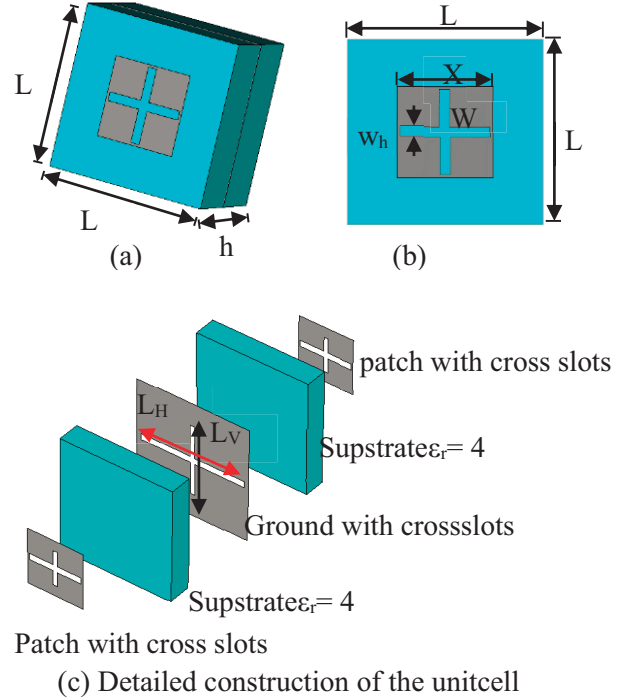 L
L
h
(a)
L
X
W
wh
L
(b)
patch with cross slots
LH
LV
Supstrateεr= 4
Ground with crossslots
Supstrateεr= 4
Patch with cross slots
(c) Detailed construction of the unitcell